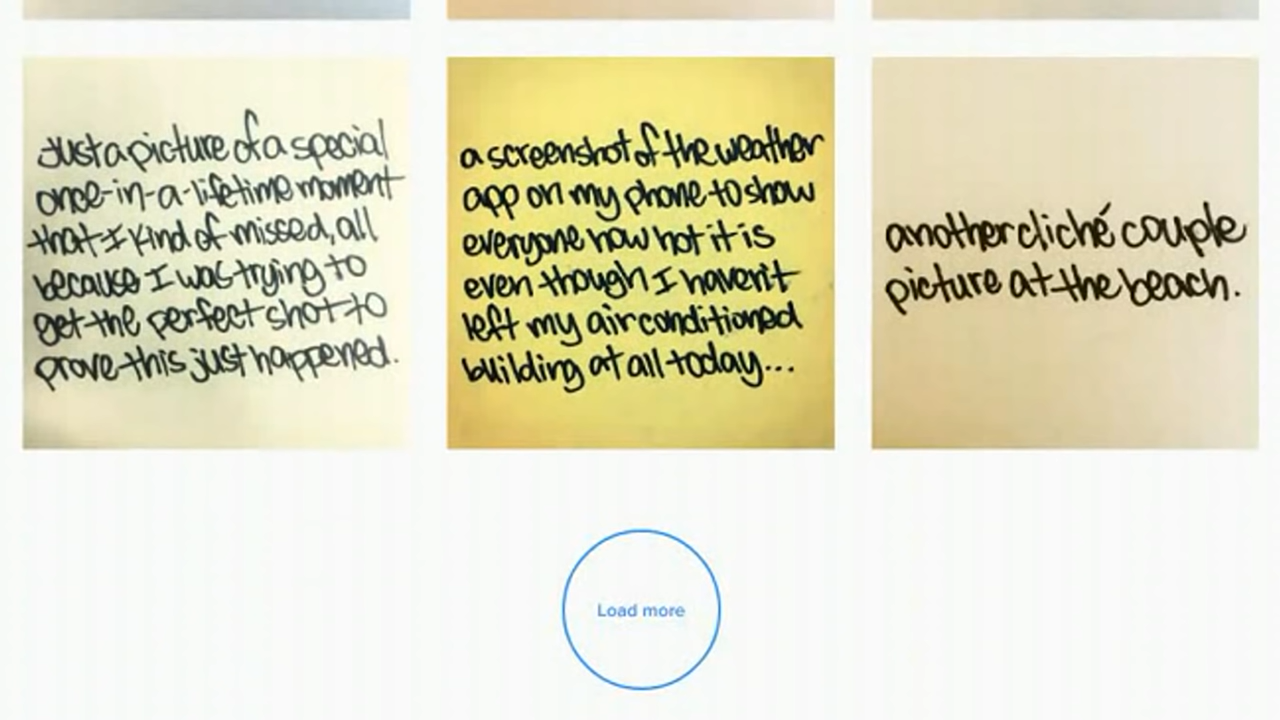 just a picture of a special
once-in-a-lifetime moment
that I kind of missed, all
because I was trying to
get the perfect shot to
prove this just happened.
a screenshot of the weather
app on my phone to show
everyone how hot it is
even though I haven't
left my air conditioned
building at all today...
another cliché couple
picture at the beach.
Load more